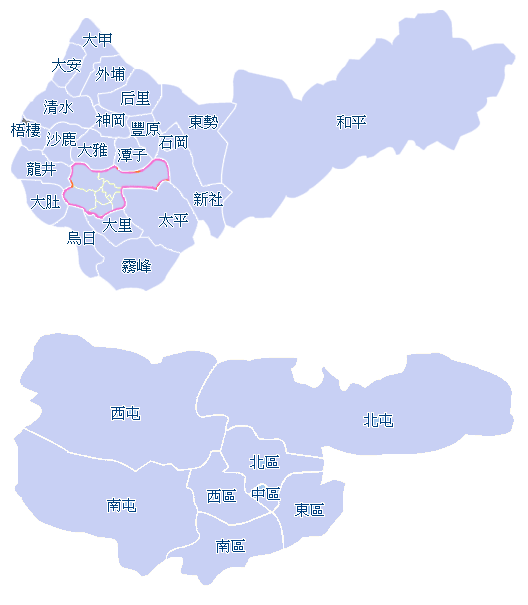 大甲
大安
外埔
后里
清水
神岡
豐原
東勢
和平
梧棲
沙鹿
大雅
潭子
石岡
龍井
大肚
新社
大里
太平
烏日
霧峰
西屯
北屯
北區
西區
中區
南屯
東區
南區